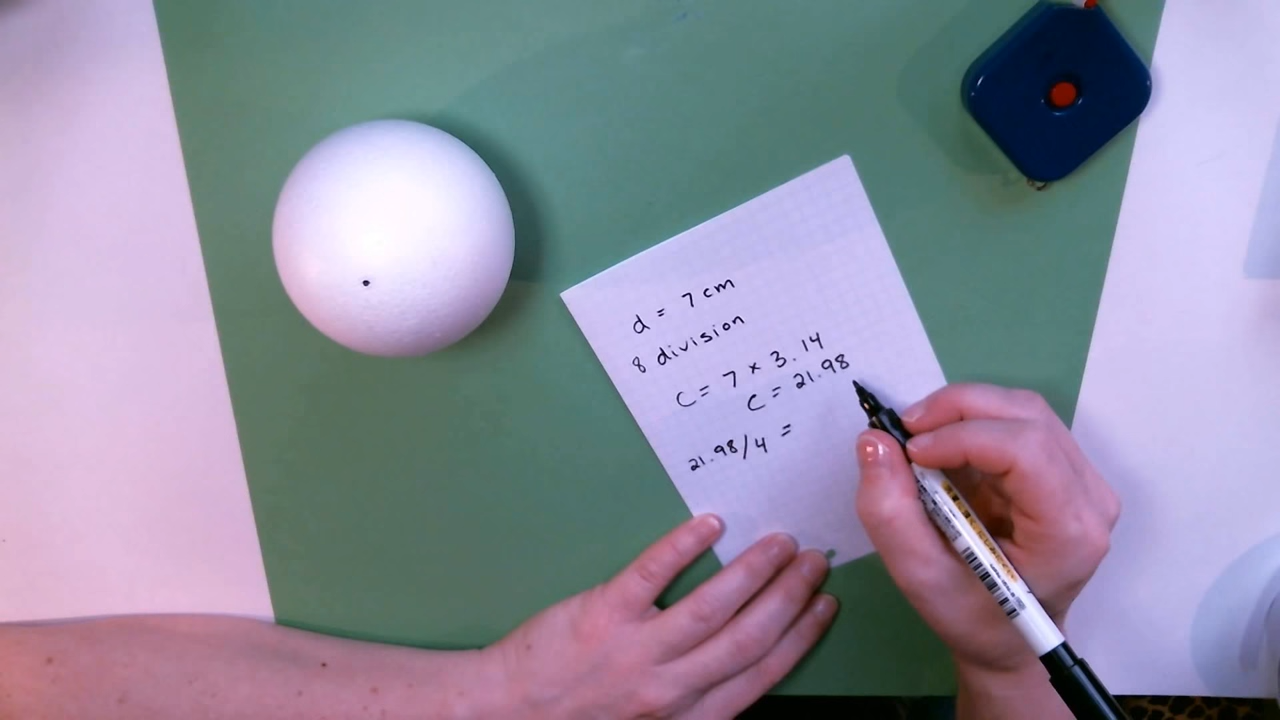 d = 7 cm
8 division
C = 7 × 3.14
C = 21.98
21.98/4 =